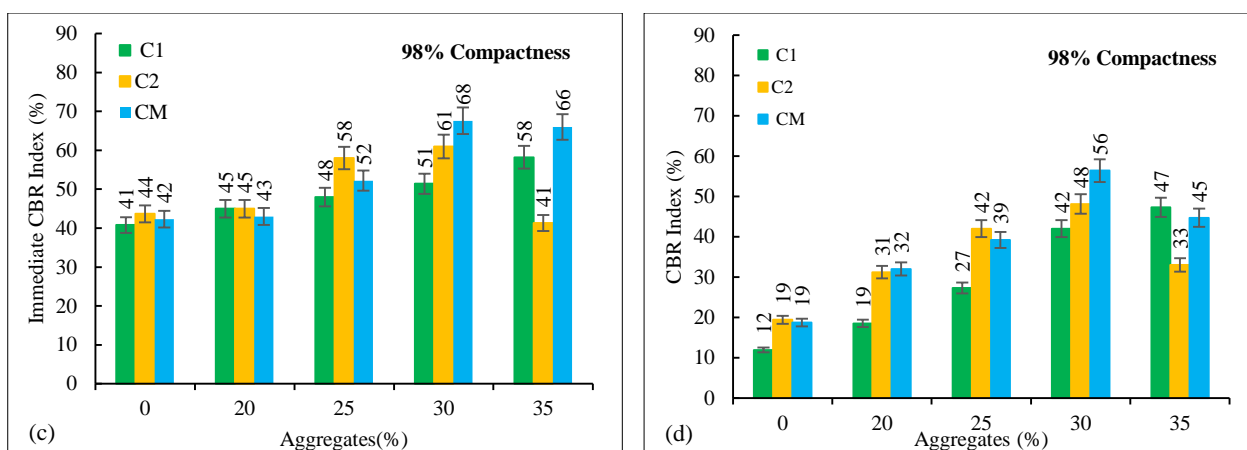 98% Compactness
C1
C2
CM
Immediate CBR Index (%)
90
80
70
60
50
40
30
20
10
0
41 44 42
45 45 43
48 58 52
51 61 68
58 41 66
0 20 25 30 35
Aggregates(%)
(c)
98% Compactness
C1
C2
CM
CBR Index (%)
90
80
70
60
50
40
30
20
10
0
12 19 19
19 31 32
27 42 39
42 48 56
47 33 45
0 20 25 30 35
Aggregates (%)
(d)